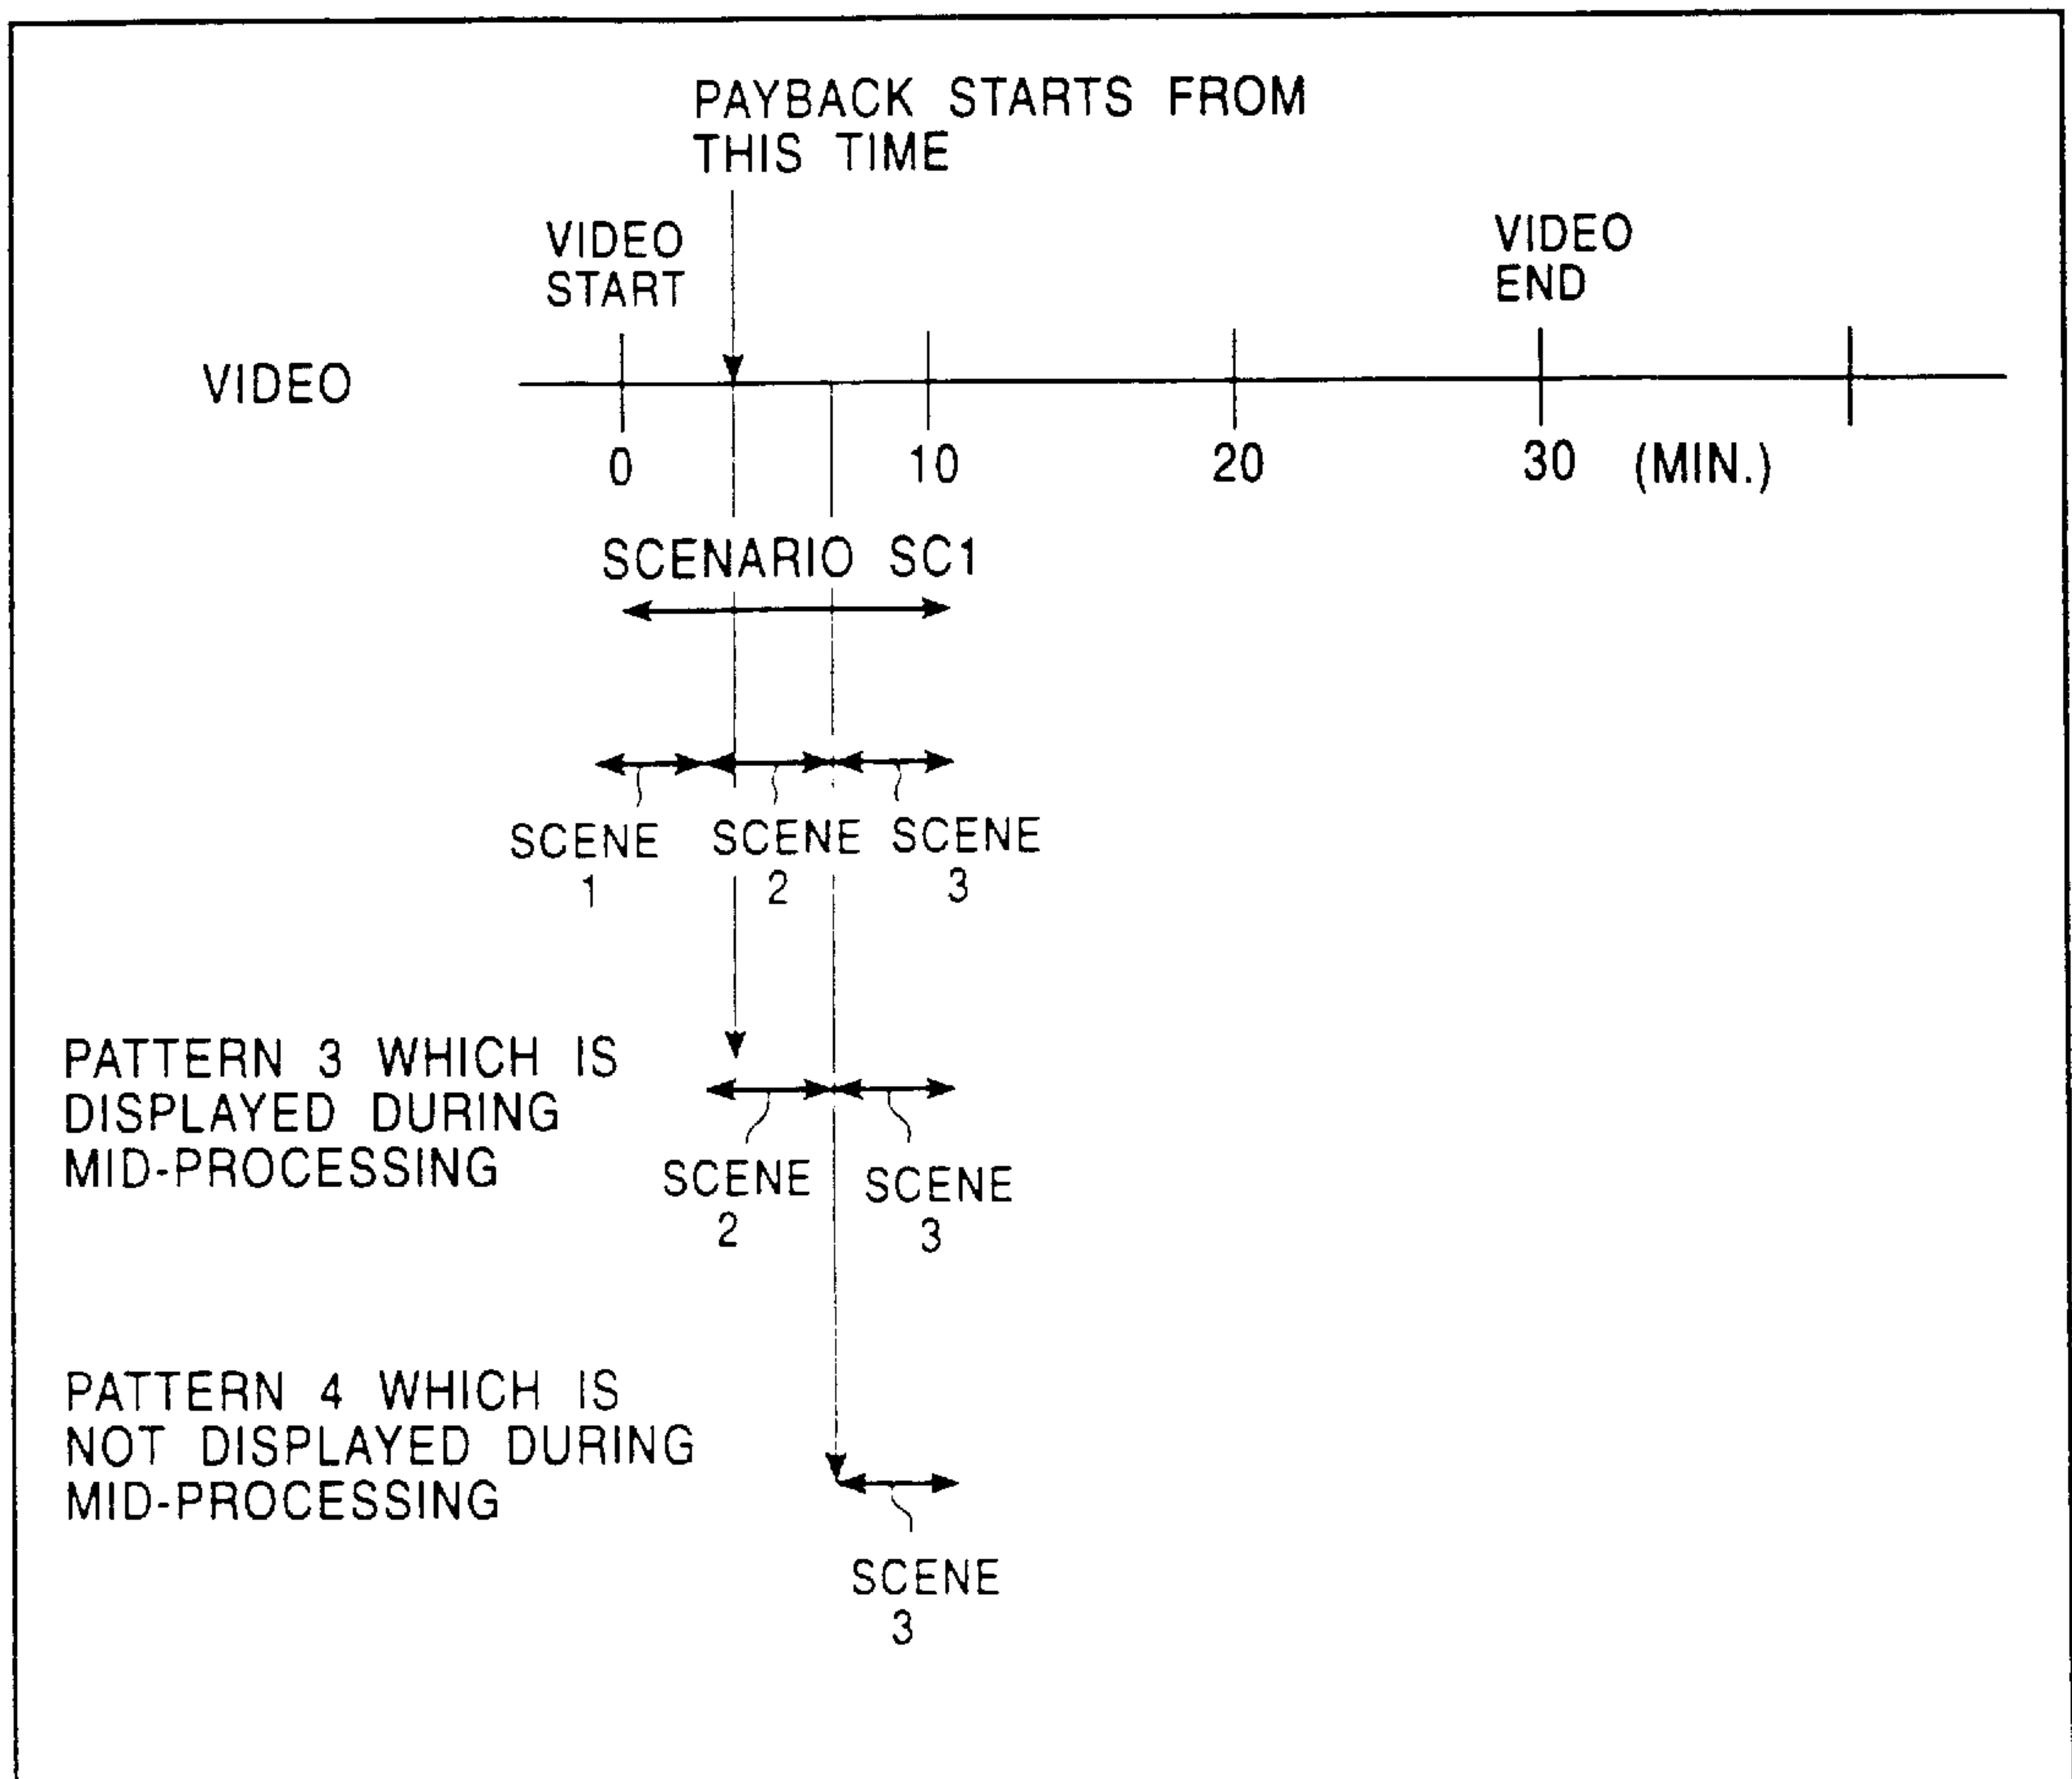 PAYBACK STARTS FROM
THIS TIME
VIDEO
START
VIDEO
END
VIDEO
0
10
20
30 (MIN.)
SCENARIO SC1
SCENE
1
SCENE
2
SCENE
3
PATTERN 3 WHICH IS
DISPLAYED DURING
MID-PROCESSING
SCENE
2
SCENE
3
PATTERN 4 WHICH IS
NOT DISPLAYED DURING
MID-PROCESSING
SCENE
3